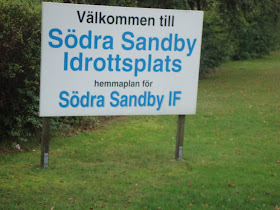 Välkommen till
Södra Sandby
Idrottsplats
hemmaplan för
Södra Sandby IF